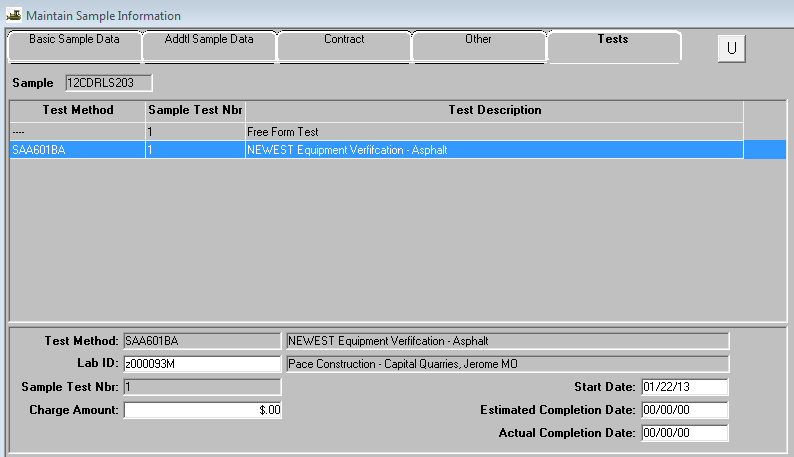 Maintain Sample Information
Basic Sample Data Addtl Sample Data Contract Other Tests U
Sample 12CDRLS203
Test Method Sample Test Nbr Test Description
---- 1 Free Form Test
SAA601BA 1 NEWEST Equipment Verfifcation - Asphalt
Test Method: SAA601BA NEWEST Equipment Verfifcation - Asphalt
Lab ID: z000093M Pace Construction - Capital Quarries, Jerome MO
Sample Test Nbr: 1 Start Date: 01/22/13
Charge Amount: $.00 Estimated Completion Date: 00/00/00
Actual Completion Date: 00/00/00